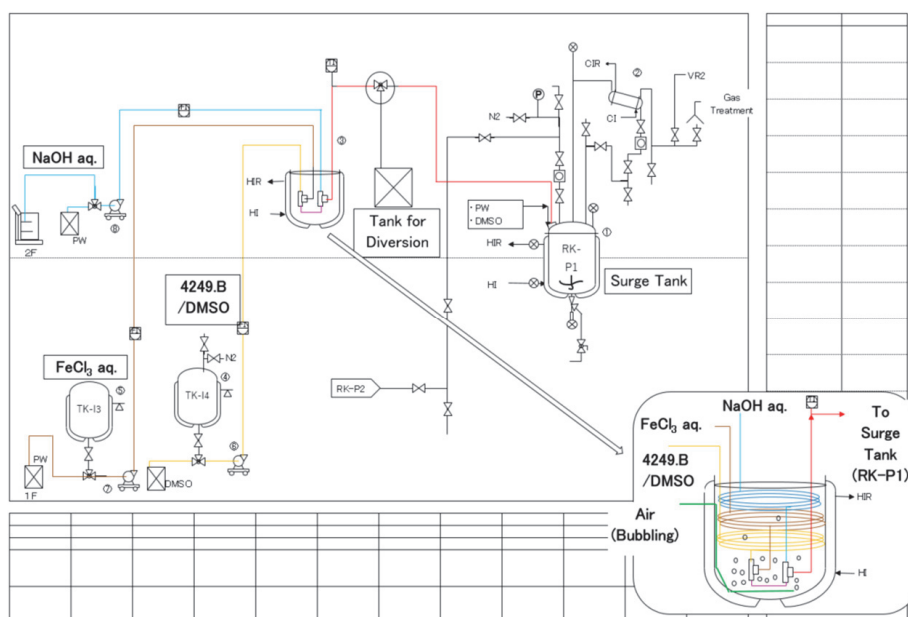 CIR
②
VR2
Gas
Treatment
P
N2
CI
③
NaOH aq.
HIR
HI
PW
⑧
2F
Tank for
Diversion
・PW
・DMSO
①
HIR
RK-
P1
HI
Surge Tank
4249.B
/DMSO
N2
FeCl₃ aq.
⑤
④
TK-I3
TK-I4
RK-P2
PW
⑥
1F
⑦
DMSO
NaOH aq.
FeCl₃ aq.
To
Surge
Tank
(RK-P1)
4249.B
/DMSO
HIR
Air
(Bubbling)
HI